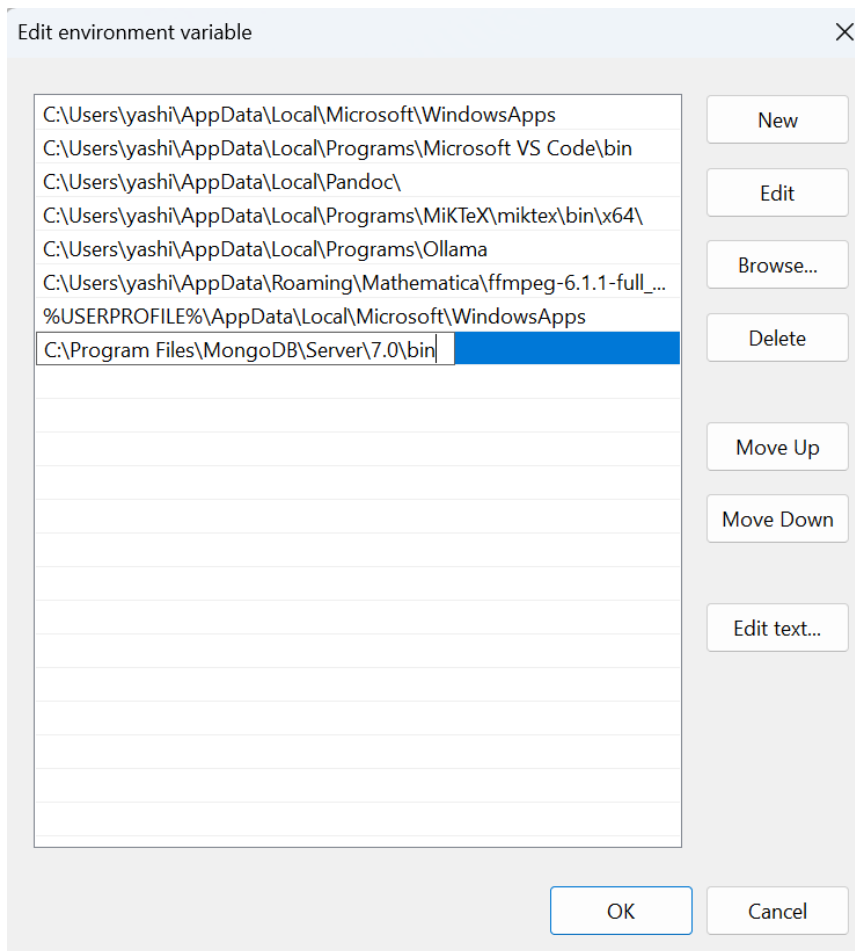 Edit environment variable
C:\Users\yashi\AppData\Local\Microsoft\WindowsApps
C:\Users\yashi\AppData\Local\Programs\Microsoft VS Code\bin
C:\Users\yashi\AppData\Local\Pandoc\
C:\Users\yashi\AppData\Local\Programs\MiKTeX\miktex\bin\x64\
C:\Users\yashi\AppData\Local\Programs\Ollama
C:\Users\yashi\AppData\Roaming\Mathematica\ffmpeg-6.1.1-full_...
%USERPROFILE%\AppData\Local\Microsoft\WindowsApps
C:\Program Files\MongoDB\Server\7.0\bin
New
Edit
Browse...
Delete
Move Up
Move Down
Edit text...
OK
Cancel